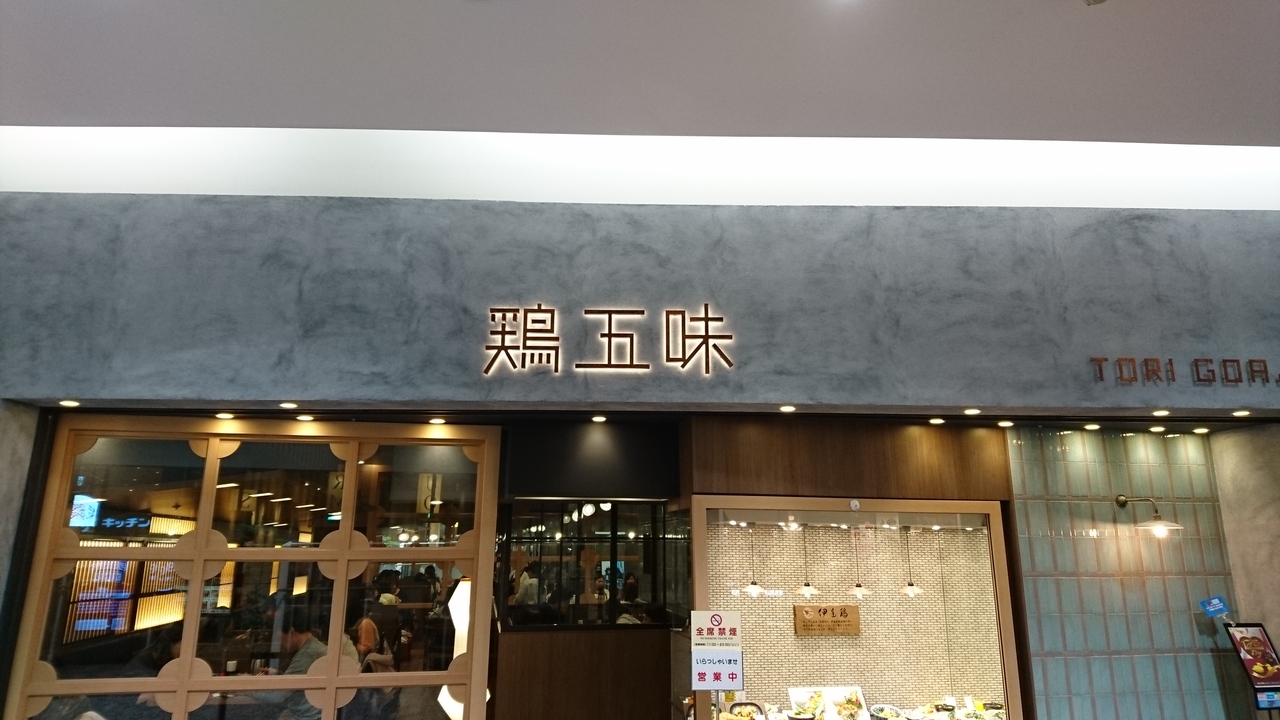 鶏五味
TORI GOA
キッチン
伊達鶏
全席禁煙
いらっしゃいませ
営業中